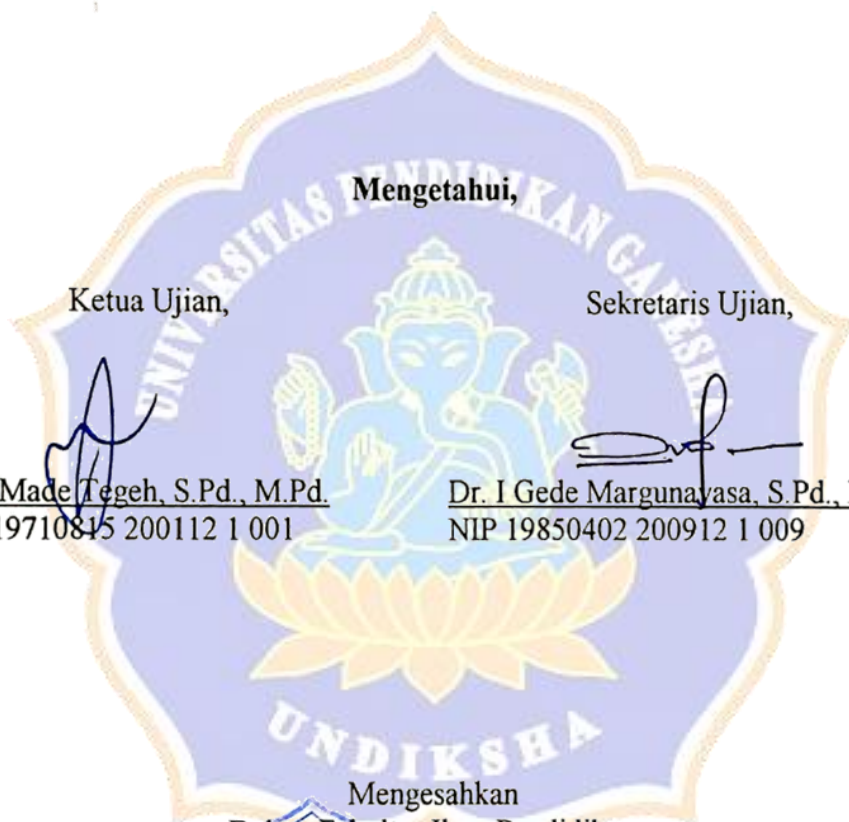 Mengetahui,
UNIVERSITAS PENDIDIKAN GANESHA
Ketua Ujian,
Sekretaris Ujian,
Made Tegeh, S.Pd., M.Pd.
Dr. I Gede Margunayasa, S.Pd.,
19710815 200112 1 001
NIP 19850402 200912 1 009
UNDIKSHA
Mengesahkan